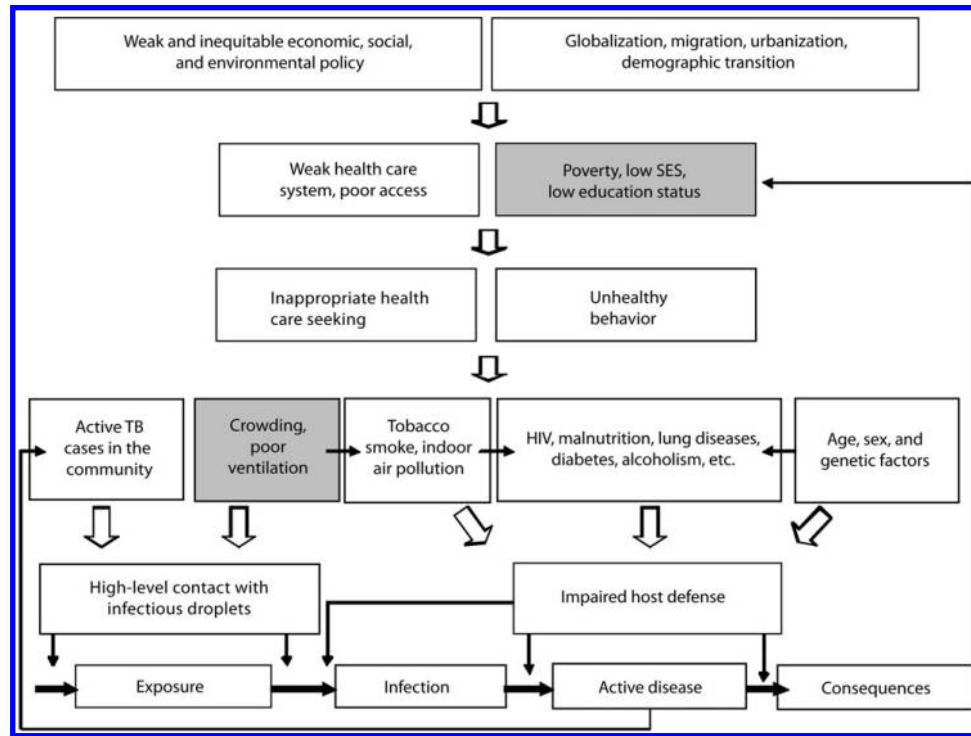 Weak and inequitable economic, social,
and environmental policy
Globalization, migration, urbanization,
demographic transition
Weak health care
system, poor access
Poverty, low SES,
low education status
Inappropriate health
care seeking
Unhealthy
behavior
Active TB
cases in the
community
Crowding,
poor
ventilation
Tobacco
smoke, indoor
air pollution
HIV, malnutrition, lung diseases,
diabetes, alcoholism, etc.
Age, sex, and
genetic factors
High-level contact with
infectious droplets
Impaired host defense
Exposure
Infection
Active disease
Consequences